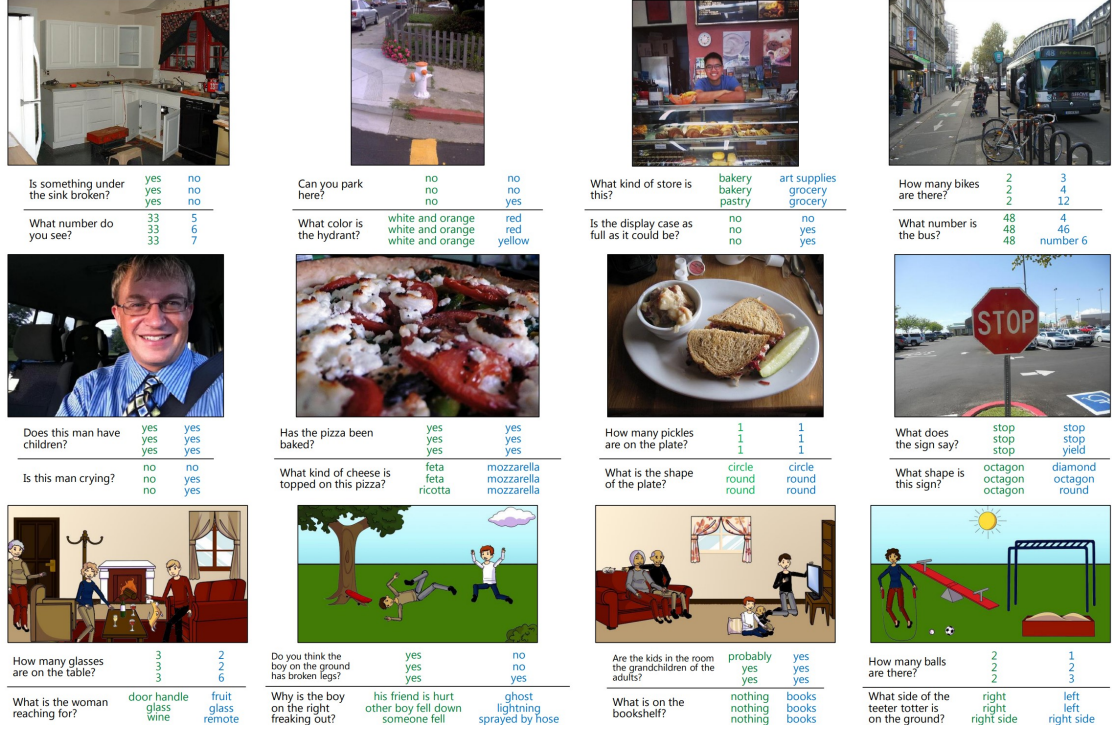 Is something under the sink broken?
yes no
yes no
yes no
What number do you see?
33 5
33 6
33 7
Can you park here?
no no
no no
no yes
What color is the hydrant?
white and orange red
white and orange red
white and orange yellow
What kind of store is this?
bakery art supplies
bakery grocery
pastry grocery
Is the display case as full as it could be?
no no
no yes
no yes
How many bikes are there?
2 3
2 4
2 12
What number is the bus?
48 4
48 46
48 number 6
STOP
Does this man have children?
yes yes
yes yes
yes yes
Is this man crying?
no no
no yes
no yes
Has the pizza been baked?
yes yes
yes yes
yes yes
What kind of cheese is topped on this pizza?
feta mozzarella
feta mozzarella
ricotta mozzarella
How many pickles are on the plate?
1 1
1 1
1 1
What is the shape of the plate?
circle circle
round round
round round
What does the sign say?
stop stop
stop stop
stop yield
What shape is this sign?
octagon diamond
octagon octagon
octagon round
How many glasses are on the table?
3 2
3 2
3 6
What is the woman reaching for?
door handle fruit
glass glass
wine remote
Do you think the boy on the ground has broken legs?
yes no
yes no
yes yes
Why is the boy on the right freaking out?
his friend is hurt ghost
other boy fell down lightning
someone fell sprayed by hose
Are the kids in the room the grandchildren of the adults?
probably yes
yes yes
yes yes
What is on the bookshelf?
nothing books
nothing books
nothing books
How many balls are there?
2 1
2 2
2 3
What side of the teeter totter is on the ground?
right left
right left
right side right side